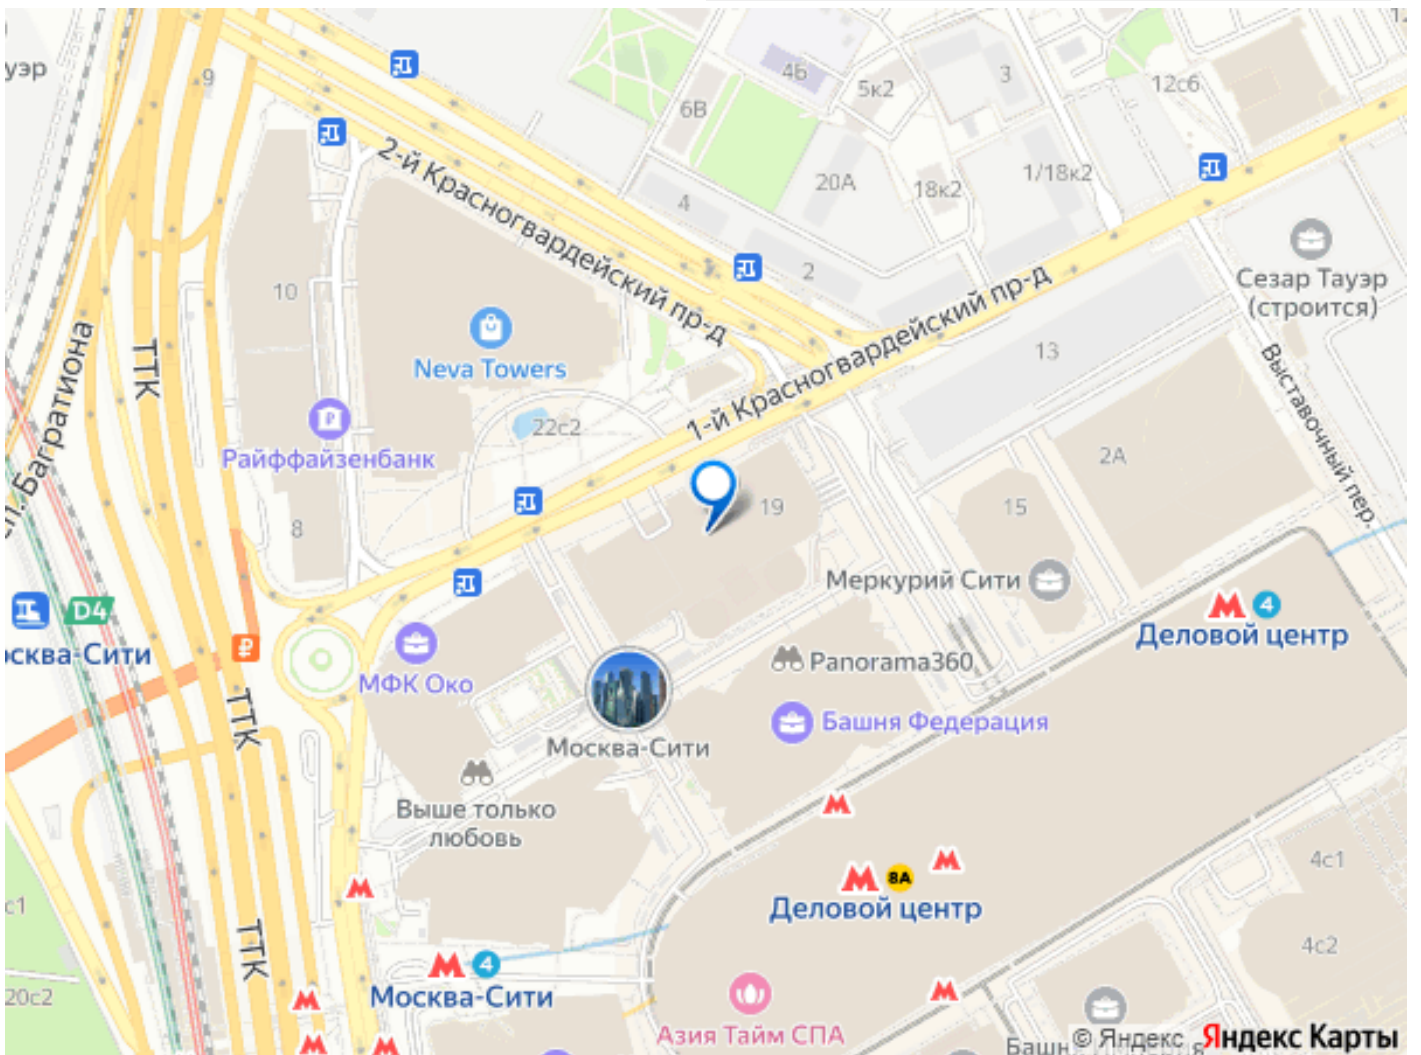 уэр
9
4Б
5к2
3
12с6
6В
2-й Красногвардейский пр-д
20А
18к2
1/18к2
4
Сезар Тауэр
(строится)
10
2
ТТК
Neva Towers
1-й Красногвардейский пр-д
13
Выставочный пер.
ул. Багратиона
22с2
Райффайзенбанк
2А
19
15
8
Меркурий Сити
D4
М 4
Деловой центр
осква-Сити
₽
МФК Око
Panorama360
Башня Федерация
ТТК
Москва-Сити
Выше только
любовь
М
М
М 8А
М
Деловой центр
4с1
с1
ТТК
4с2
М 4
Москва-Сити
20с2
М
М
Азия Тайм СПА
М
М
© Яндекс Яндекс Карты